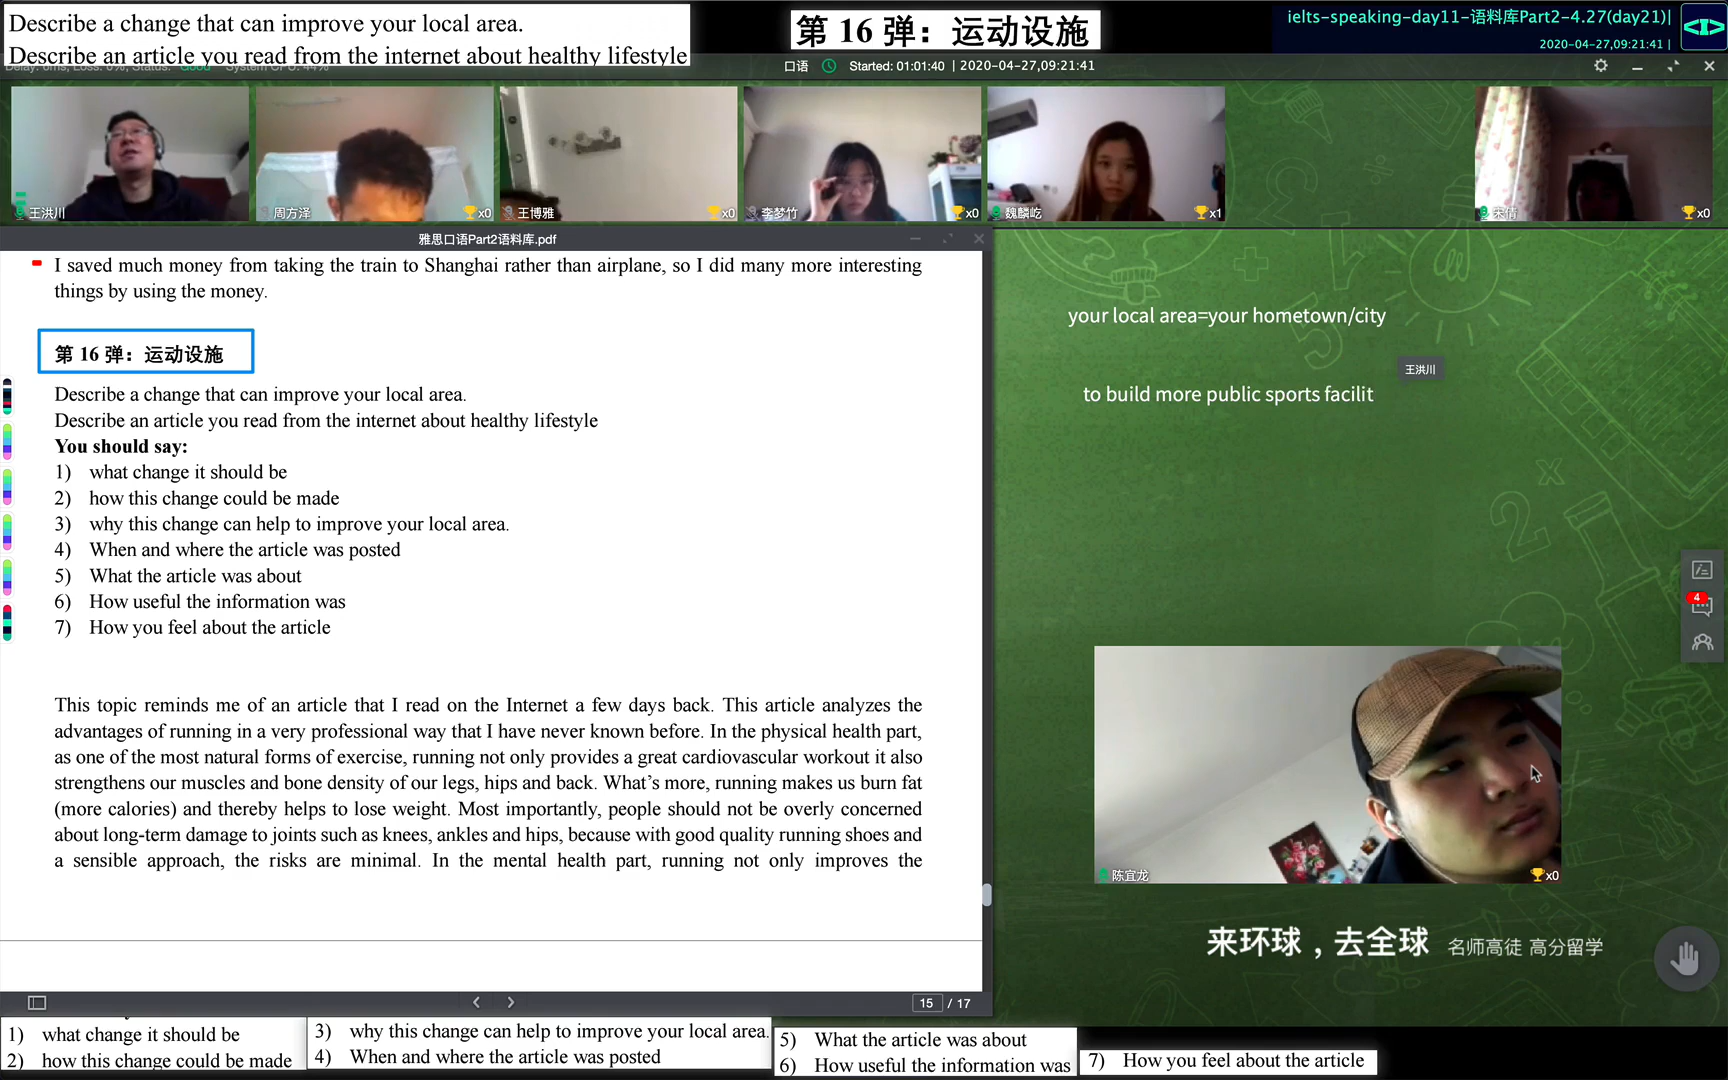 Describe a change that can improve your local area.
Describe an article you read from the internet about healthy lifestyle
第 16 弹：运动设施
ielts-speaking-day11-语料库Part2-4.27(day21)|
2020-04-27,09:21:41 |
口语 Started: 01:01:40 | 2020-04-27,09:21:41
王洪川
周方泽 x0
王博雅 x0
李梦竹 x0
魏麟屹 x1
宋倩 x0
雅思口语Part2语料库.pdf
I saved much money from taking the train to Shanghai rather than airplane, so I did many more interesting
things by using the money.
第 16 弹：运动设施
Describe a change that can improve your local area.
Describe an article you read from the internet about healthy lifestyle
You should say:
1) what change it should be
2) how this change could be made
3) why this change can help to improve your local area.
4) When and where the article was posted
5) What the article was about
6) How useful the information was
7) How you feel about the article
This topic reminds me of an article that I read on the Internet a few days back. This article analyzes the
advantages of running in a very professional way that I have never known before. In the physical health part,
as one of the most natural forms of exercise, running not only provides a great cardiovascular workout it also
strengthens our muscles and bone density of our legs, hips and back. What's more, running makes us burn fat
(more calories) and thereby helps to lose weight. Most importantly, people should not be overly concerned
about long-term damage to joints such as knees, ankles and hips, because with good quality running shoes and
a sensible approach, the risks are minimal. In the mental health part, running not only improves the
15 / 17
your local area=your hometown/city
王洪川
to build more public sports facilit
4
陈宜龙 x0
来环球，去全球 名师高徒 高分留学
1) what change it should be
2) how this change could be made
3) why this change can help to improve your local area.
4) When and where the article was posted
5) What the article was about
6) How useful the information was
7) How you feel about the article